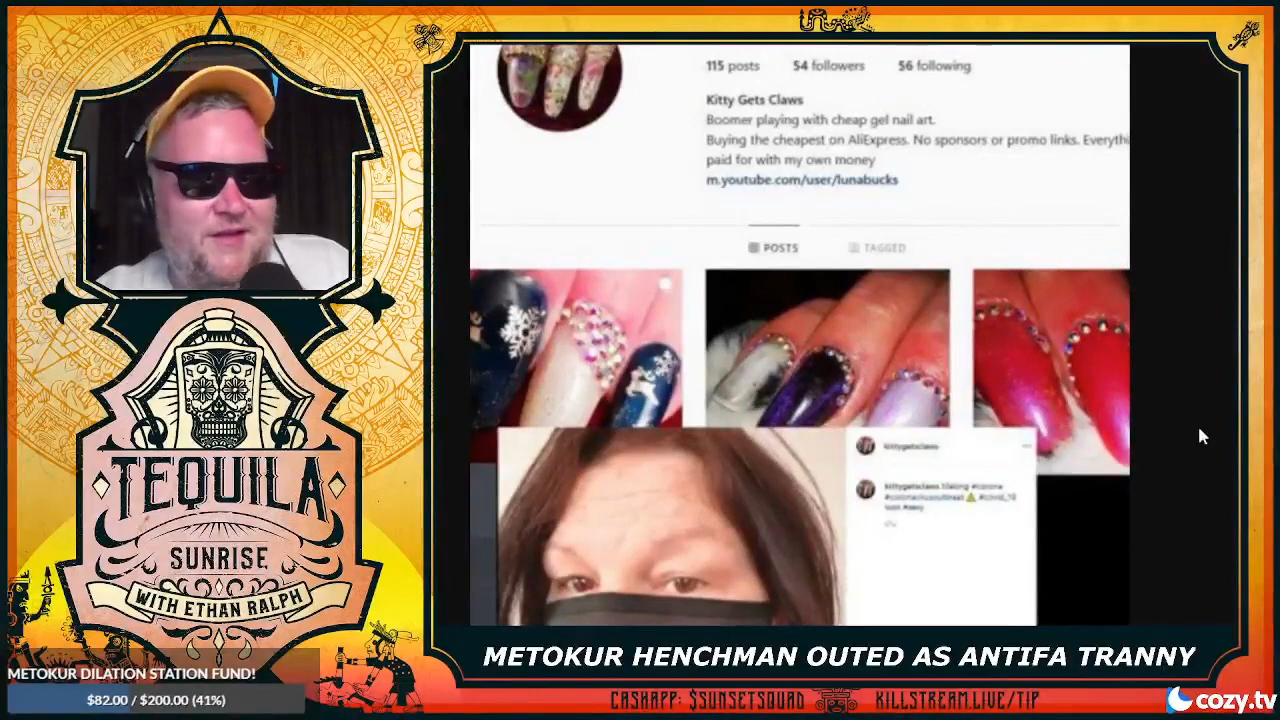 115 posts 54 followers 56 following
Kitty Gets Claws
Boomer playing with cheap gel nail art.
Buying the cheapest on AliExpress. No sponsors or promo links. Everythi
paid for with my own money
m.youtube.com/user/lunabucks
POSTS TAGGED
kittygetsclaws
kittygetsclaws
TEQUILA
SUNRISE
WITH ETHAN RALPH
METOKUR DILATION STATION FUND!
$82.00 / $200.00 (41%)
METOKUR HENCHMAN OUTED AS ANTIFA TRANNY
CASHAPP: $SUNSETSQUAD KILLSTREAM.LIVE/TIP
cozy.tv